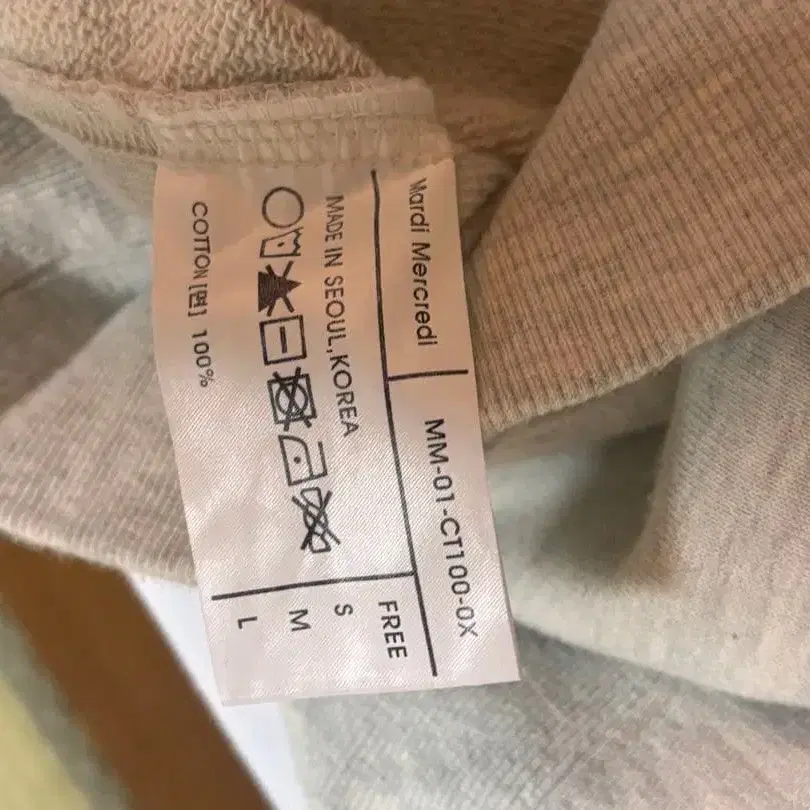 Mardi Mercredi
MM-01-CT100-0X
MADE IN SEOUL,KOREA
COTTON [면] 100%
FREE
S
M
L